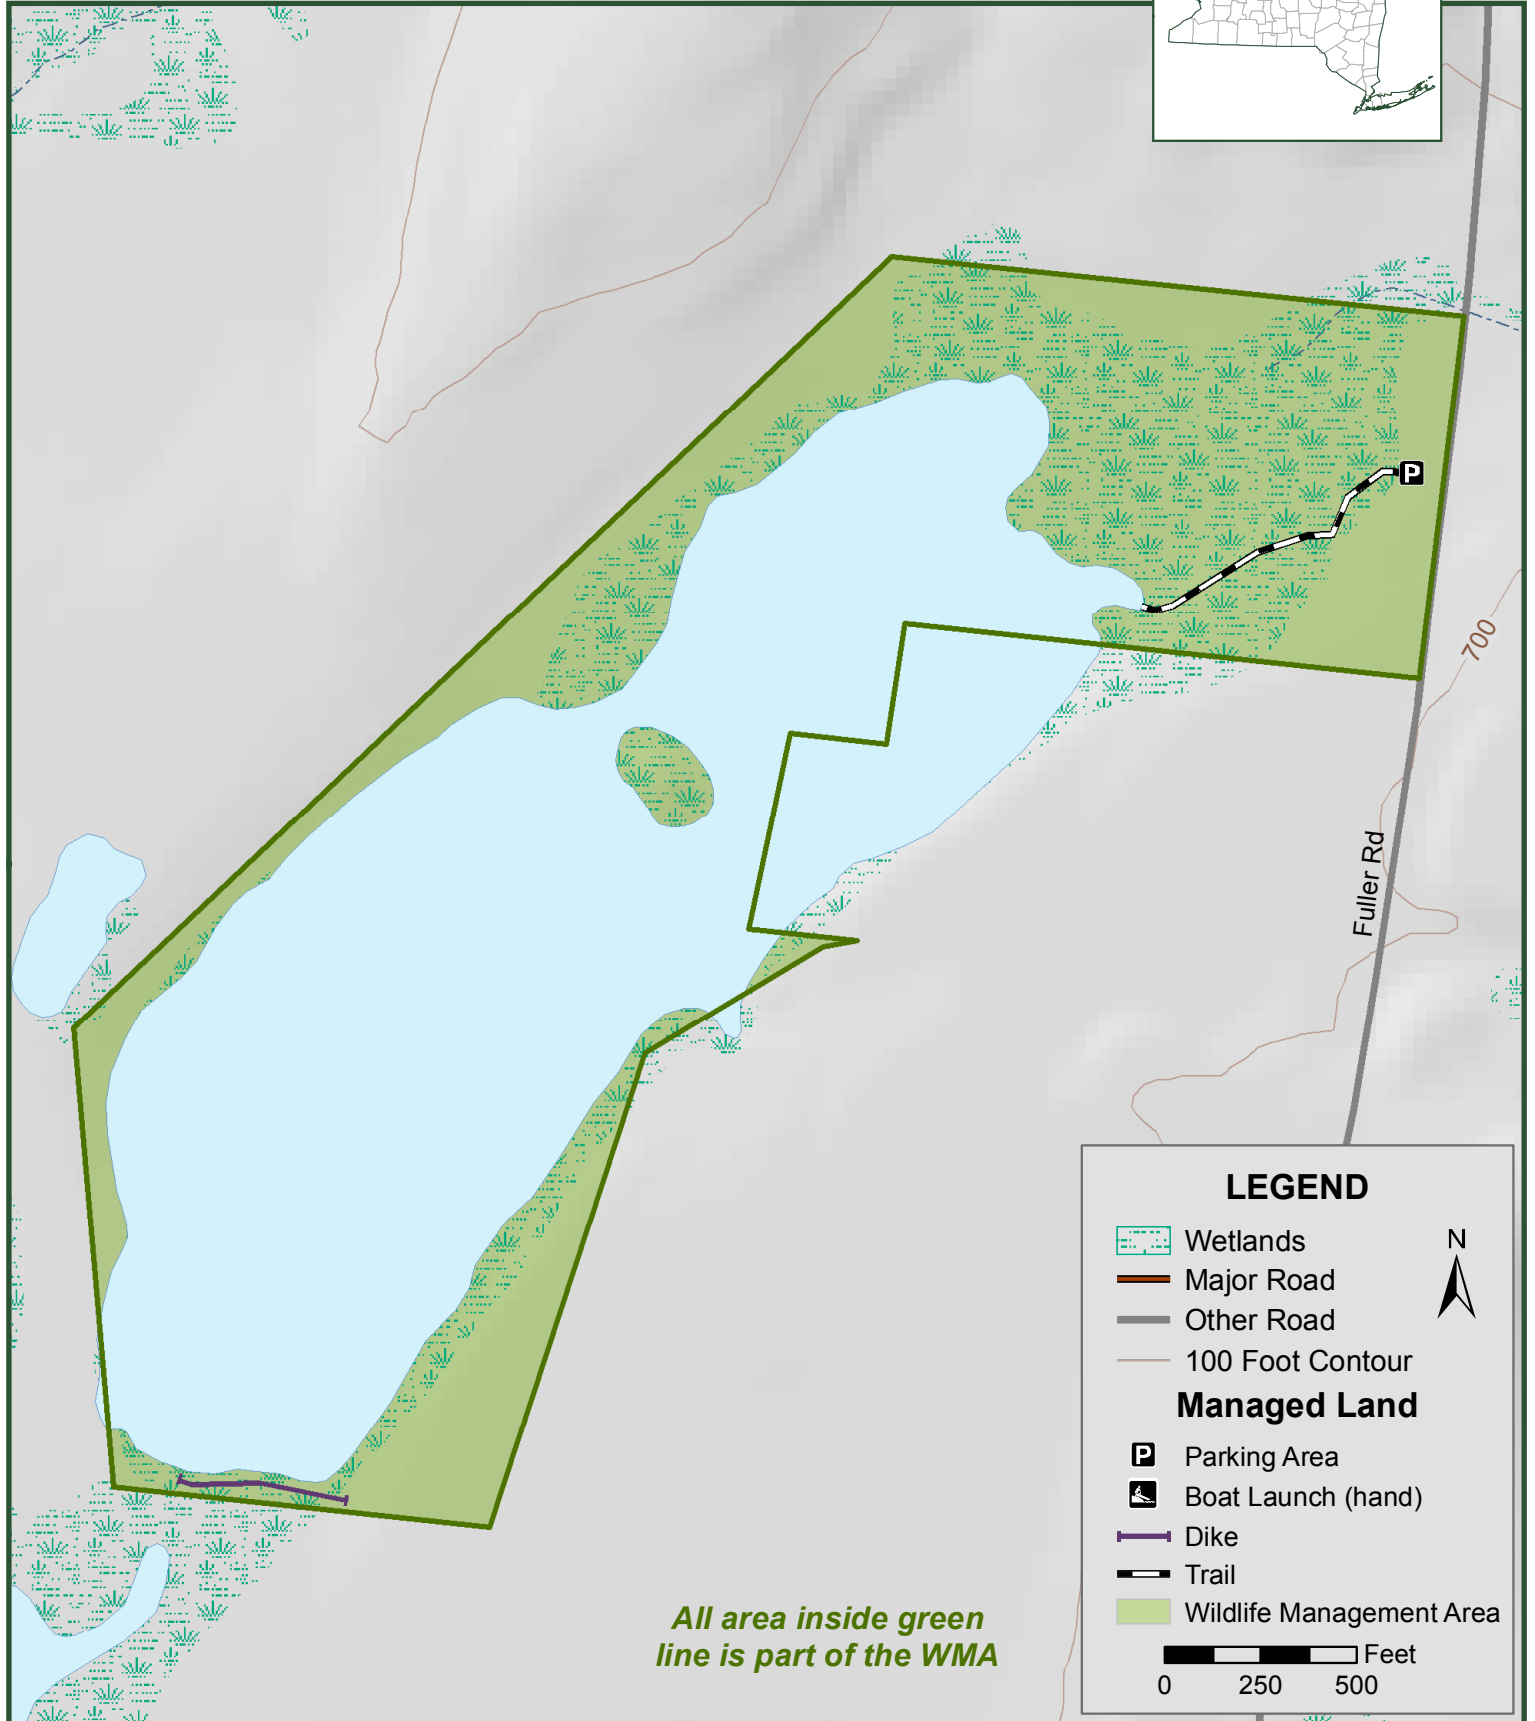 700
Fuller Rd
P
All area inside green
line is part of the WMA
LEGEND
N
Wetlands
Major Road
Other Road
100 Foot Contour
Managed Land
P Parking Area
Boat Launch (hand)
Dike
Trail
Wildlife Management Area
Feet
0 250 500